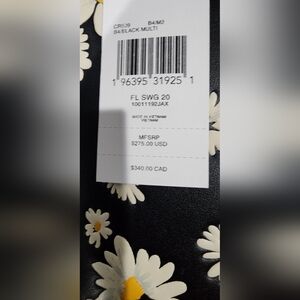 CR539 B4/M2
B4/BLACK MULTI
1 96395 31925 1
FL SWG 20
10011192JAX
MADE IN VIETNAM
VIETNAM
MFSRP
$275.00 USD
$340.00 CAD